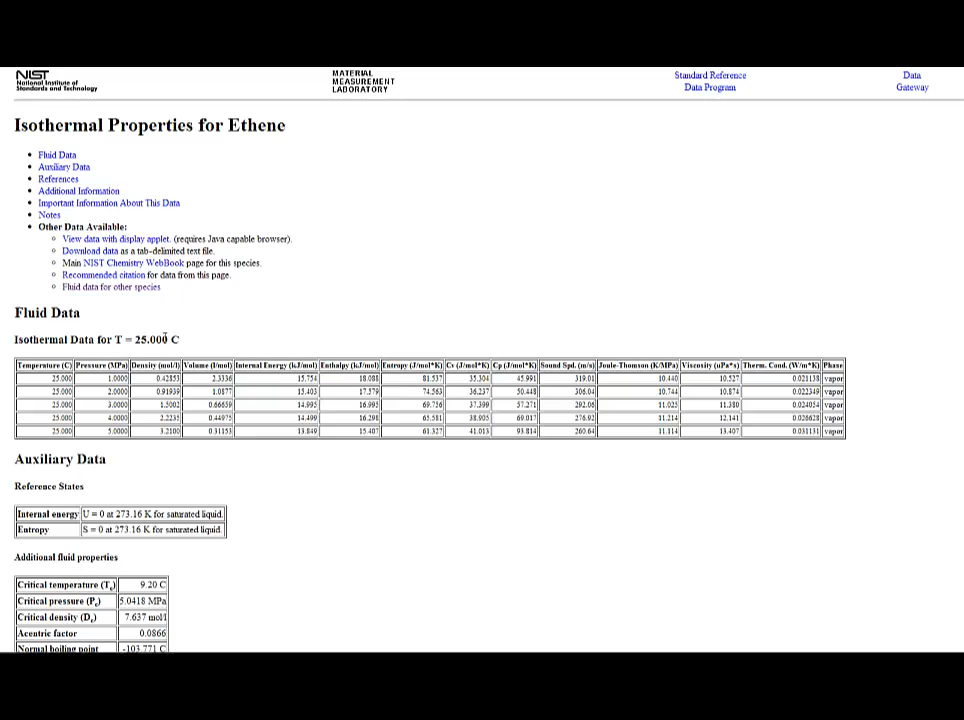 NIST
National Institute of
Standards and Technology
MATERIAL
MEASUREMENT
LABORATORY
Standard Reference
Data Program
Data
Gateway
Isothermal Properties for Ethene
• Fluid Data
• Auxiliary Data
• References
• Additional Information
• Important Information About This Data
• Notes
• Other Data Available:
View data with display applet. (requires Java capable browser).
Download data as a tab-delimited text file.
Main NIST Chemistry WebBook page for this species.
Recommended citation for data from this page.
Fluid data for other species
Fluid Data
Isothermal Data for T = 25.000 C
Temperature (C) Pressure (MPa) Density (mol/l) Volume (l/mol) Internal Energy (kJ/mol) Enthalpy (kJ/mol) Entropy (J/mol*K) Cv (J/mol*K) Cp (J/mol*K) Sound Spd. (m/s) Joule-Thomson (K/MPa) Viscosity (uPa*s) Therm. Cond. (W/m*K) Phase
25.000 1.0000 0.42853 2.3336 15.754 18.088 81.537 35.304 45.991 319.01 10.440 10.527 0.021138 vapor
25.000 2.0000 0.91939 1.0877 15.403 17.579 74.563 36.237 50.448 306.04 10.744 10.874 0.022349 vapor
25.000 3.0000 1.5002 0.66659 14.995 16.995 69.756 37.399 57.271 292.06 11.025 11.380 0.024054 vapor
25.000 4.0000 2.2235 0.44975 14.499 16.298 65.581 38.905 69.017 276.92 11.214 12.141 0.026628 vapor
25.000 5.0000 3.2100 0.31153 13.849 15.407 61.327 41.013 93.814 260.64 11.114 13.407 0.031131 vapor
Auxiliary Data
Reference States
Internal energy U = 0 at 273.16 K for saturated liquid.
Entropy S = 0 at 273.16 K for saturated liquid.
Additional fluid properties
Critical temperature (Tc) 9.20 C
Critical pressure (Pc) 5.0418 MPa
Critical density (Dc) 7.637 mol/l
Acentric factor 0.0866
Normal boiling point -103.771 C